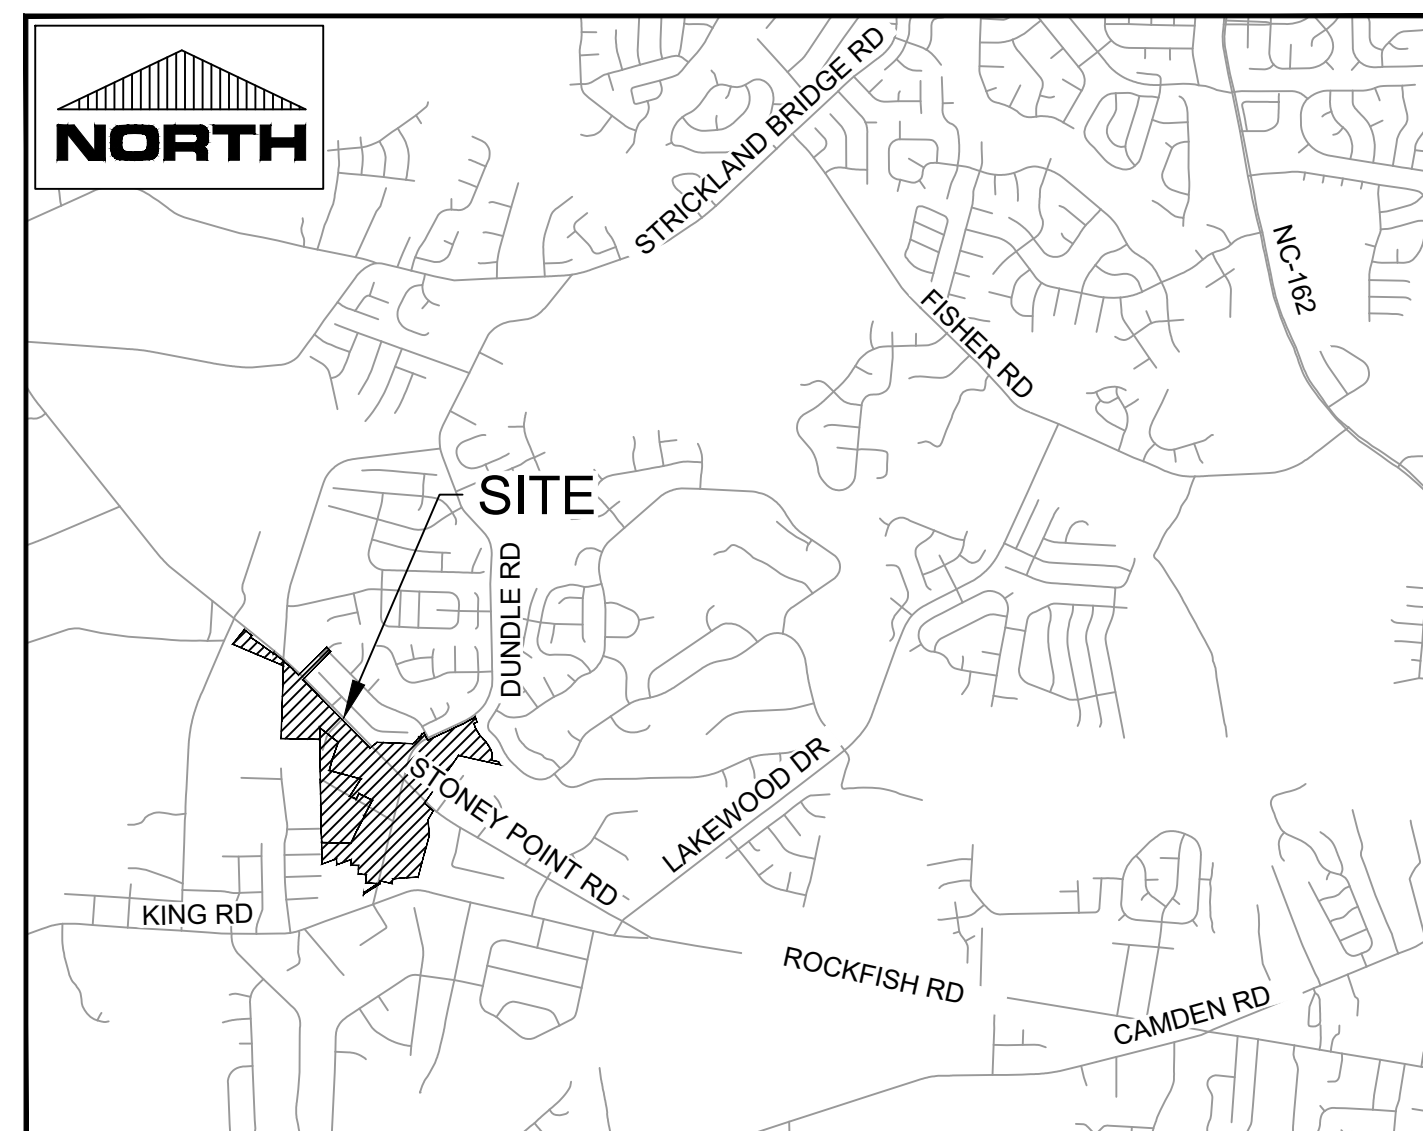 NORTH
STRICKLAND BRIDGE RD
NC-162
FISHER RD
SITE
DUNDLE RD
STONEY POINT RD
LAKEWOOD DR
KING RD
ROCKFISH RD
CAMDEN RD